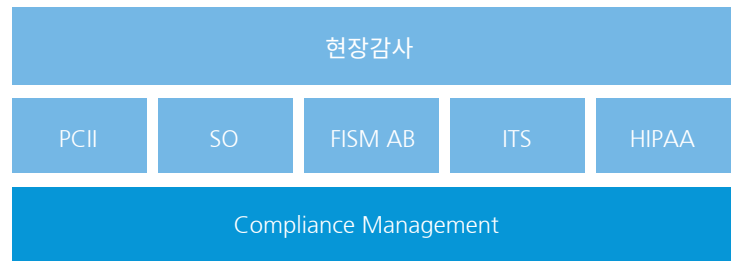 현장감사
PCII
SO
FISM AB
ITS
HIPAA
Compliance Management